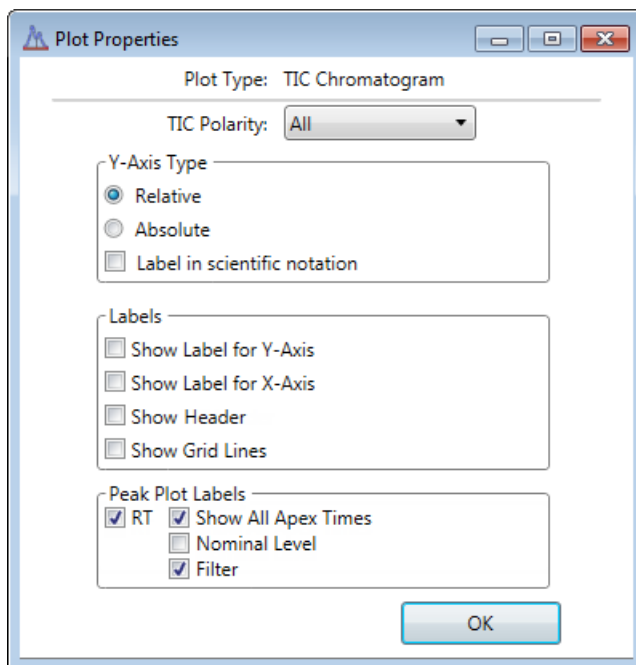 Plot Properties
Plot Type: TIC Chromatogram
TIC Polarity: All
Y-Axis Type
Relative
Absolute
Label in scientific notation
Labels
Show Label for Y-Axis
Show Label for X-Axis
Show Header
Show Grid Lines
Peak Plot Labels
RT Show All Apex Times
Nominal Level
Filter
OK